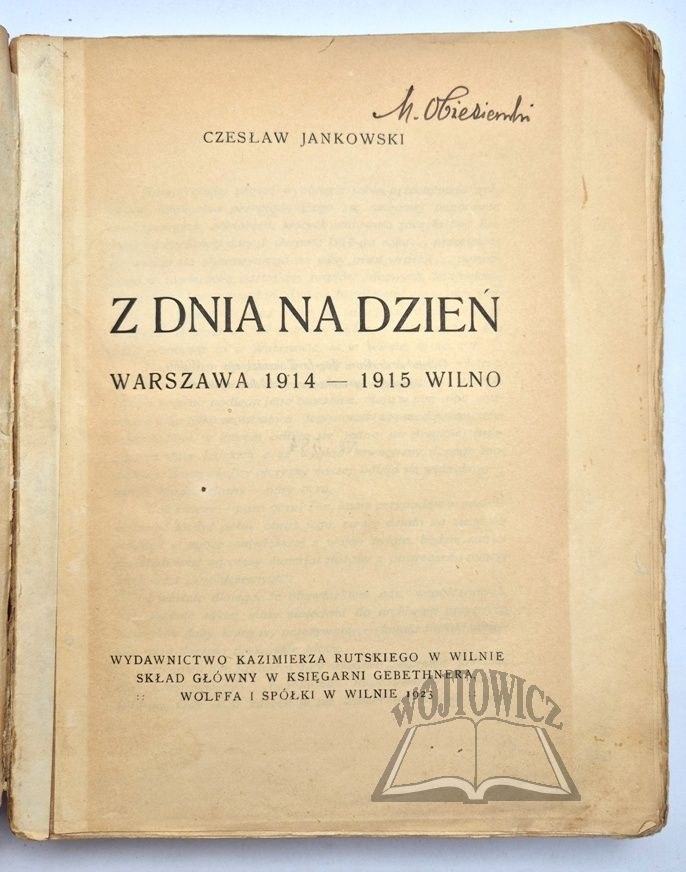 M. Obiezierski
CZESŁAW JANKOWSKI
Z DNIA NA DZIEŃ
WARSZAWA 1914 — 1915 WILNO
WYDAWNICTWO KAZIMIERZA RUTSKIEGO W WILNIE
SKŁAD GŁÓWNY W KSIĘGARNI GEBETHNERA
:: WOLFFA I SPÓŁKI W WILNIE 1923 ::
WÓJTOWICZ